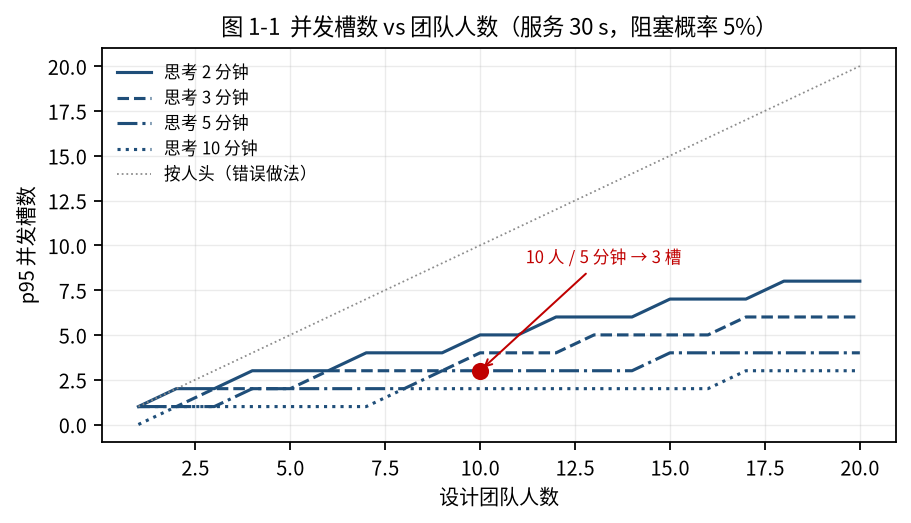 图 1-1 并发槽数 vs 团队人数（服务 30 s，阻塞概率 5%）
p95 并发槽数
20.0
17.5
15.0
12.5
10.0
7.5
5.0
2.5
0.0
思考 2 分钟
思考 3 分钟
思考 5 分钟
思考 10 分钟
按人头（错误做法）
10 人 / 5 分钟 → 3 槽
2.5 5.0 7.5 10.0 12.5 15.0 17.5 20.0
设计团队人数